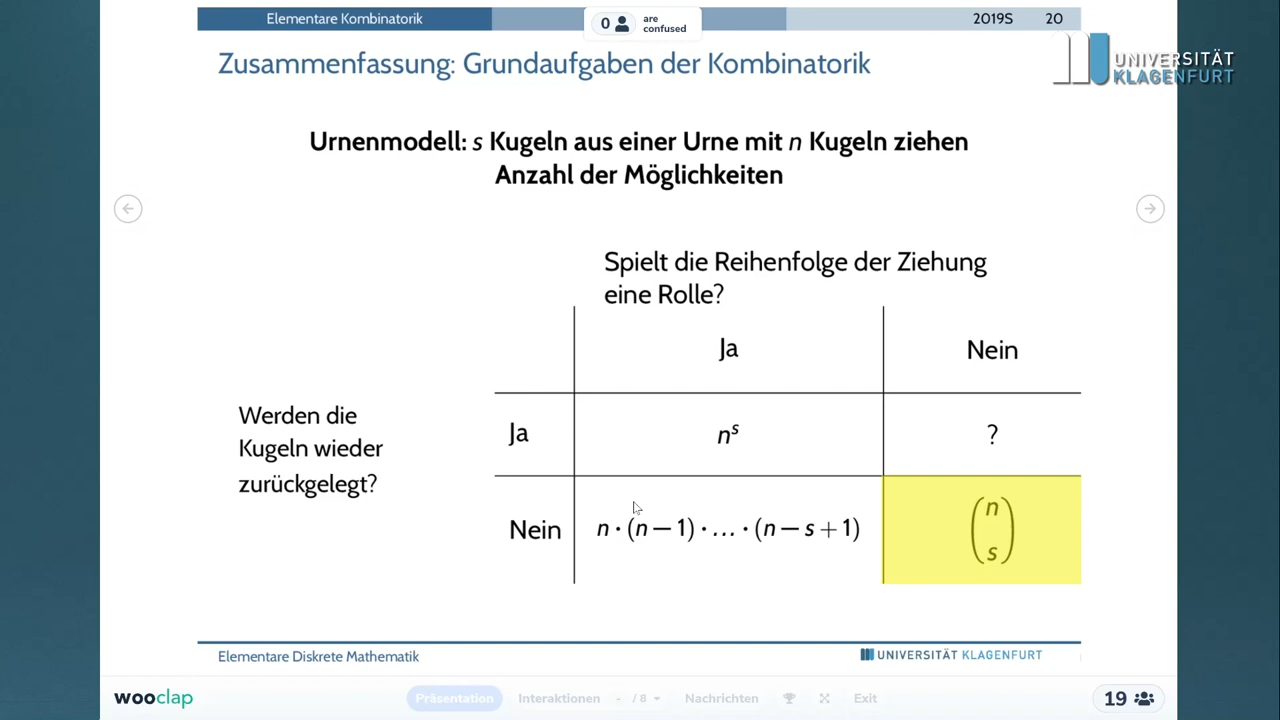 Elementare Kombinatorik
0
are
confused
2019S 20
Zusammenfassung: Grundaufgaben der Kombinatorik
UNIVERSITÄT
KLAGENFURT
Urnenmodell: s Kugeln aus einer Urne mit n Kugeln ziehen
Anzahl der Möglichkeiten
Spielt die Reihenfolge der Ziehung
eine Rolle?
Ja
Nein
Werden die
Kugeln wieder
zurückgelegt?
Ja
nˢ
?
Nein
n · (n − 1) · … · (n − s + 1)
(n
s)
Elementare Diskrete Mathematik
UNIVERSITÄT KLAGENFURT
wooclap
Präsentation
Interaktionen - / 8
Nachrichten
Exit
19